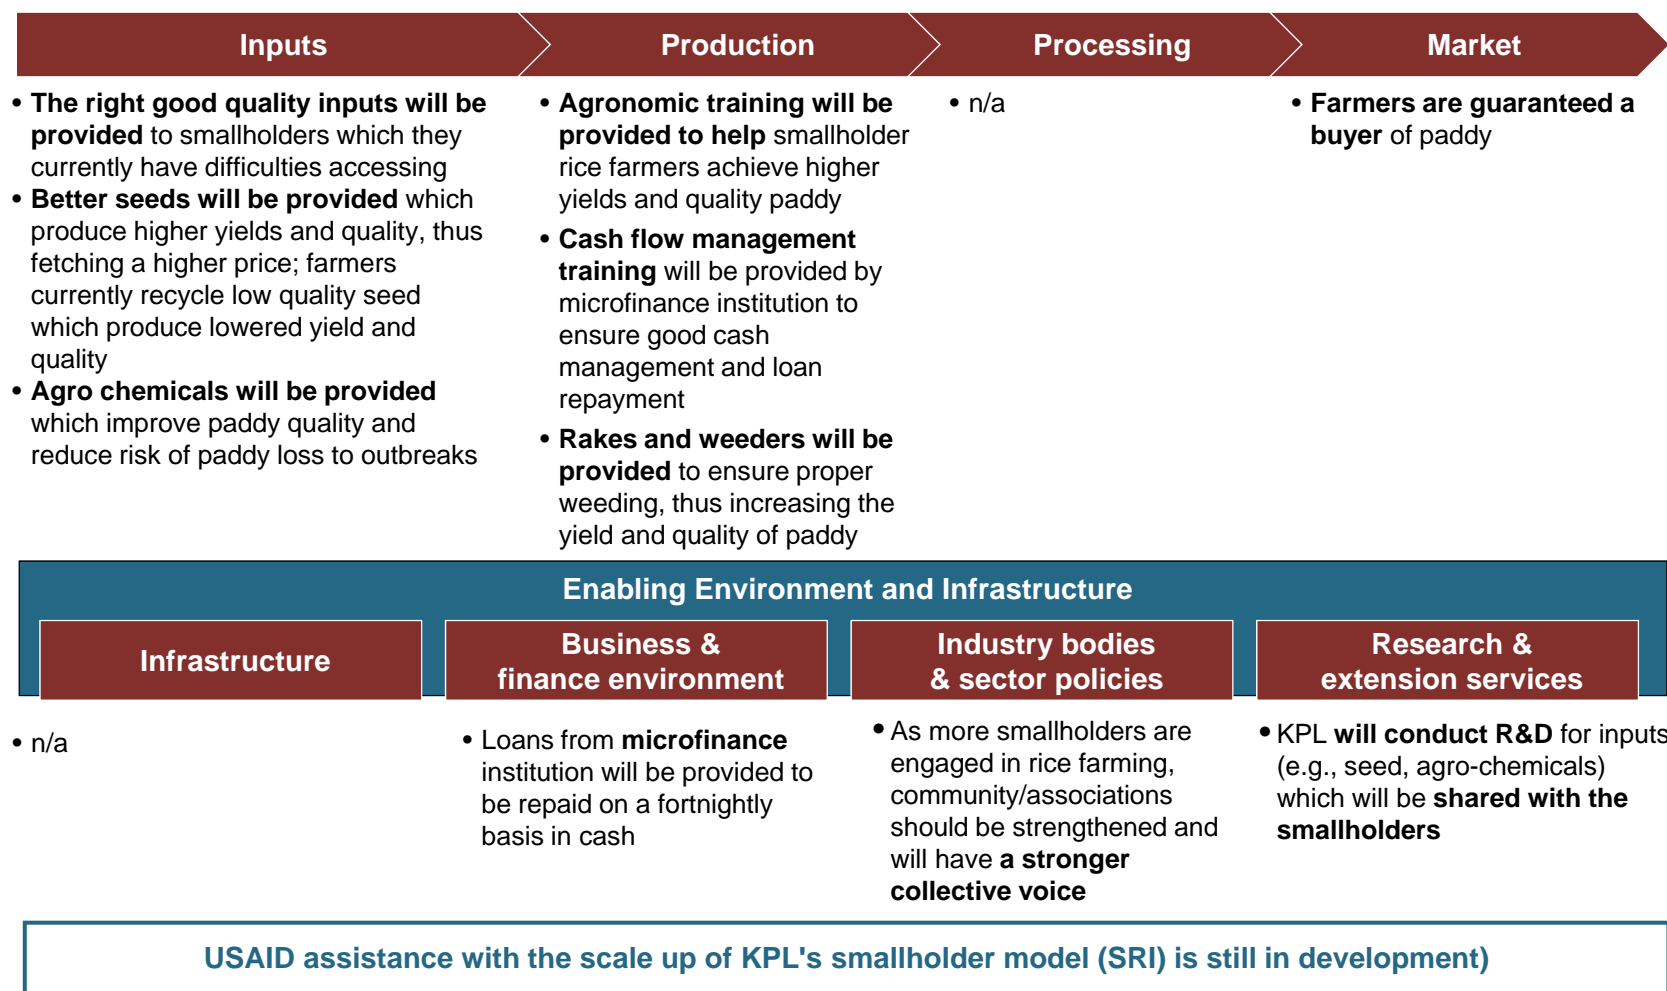 Inputs
Production
Processing
Market
• The right good quality inputs will be
provided to smallholders which they
currently have difficulties accessing
• Better seeds will be provided which
produce higher yields and quality, thus
fetching a higher price; farmers
currently recycle low quality seed
which produce lowered yield and
quality
• Agro chemicals will be provided
which improve paddy quality and
reduce risk of paddy loss to outbreaks
• Agronomic training will be
provided to help smallholder
rice farmers achieve higher
yields and quality paddy
• Cash flow management
training will be provided by
microfinance institution to
ensure good cash
management and loan
repayment
• Rakes and weeders will be
provided to ensure proper
weeding, thus increasing the
yield and quality of paddy
• n/a
• Farmers are guaranteed a
buyer of paddy
Enabling Environment and Infrastructure
Infrastructure
Business &
finance environment
Industry bodies
& sector policies
Research &
extension services
• n/a
• Loans from microfinance
institution will be provided to
be repaid on a fortnightly
basis in cash
• As more smallholders are
engaged in rice farming,
community/associations
should be strengthened and
will have a stronger
collective voice
• KPL will conduct R&D for inputs
(e.g., seed, agro-chemicals)
which will be shared with the
smallholders
USAID assistance with the scale up of KPL's smallholder model (SRI) is still in development)